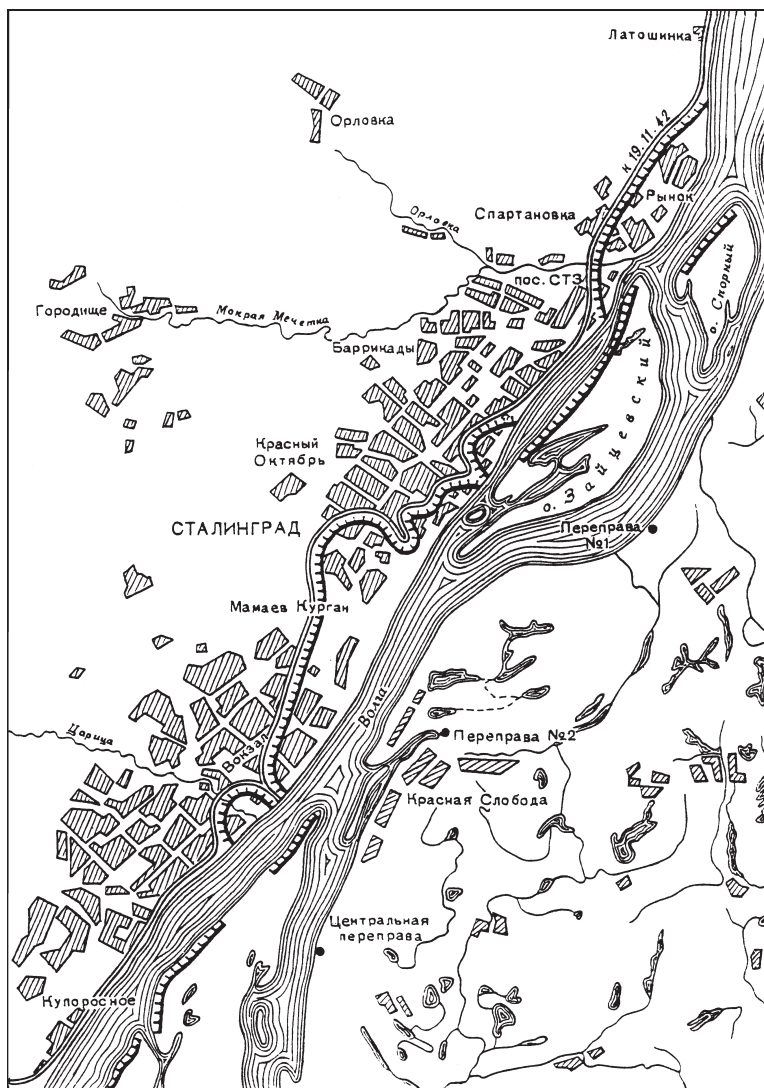 Латошинка
Орловка
к 19.11.42
Рынок
Спартановка
Орловка
пос. СТЗ
о. Спорный
Городище
Мокрая Мечетка
Баррикады
о. Зайцевский
Красный
Октябрь
СТАЛИНГРАД
Переправа
№1
Мамаев Курган
Волга
Царица
Вокзал
Переправа №2
Красная Слобода
Центральная
переправа
Купоросное